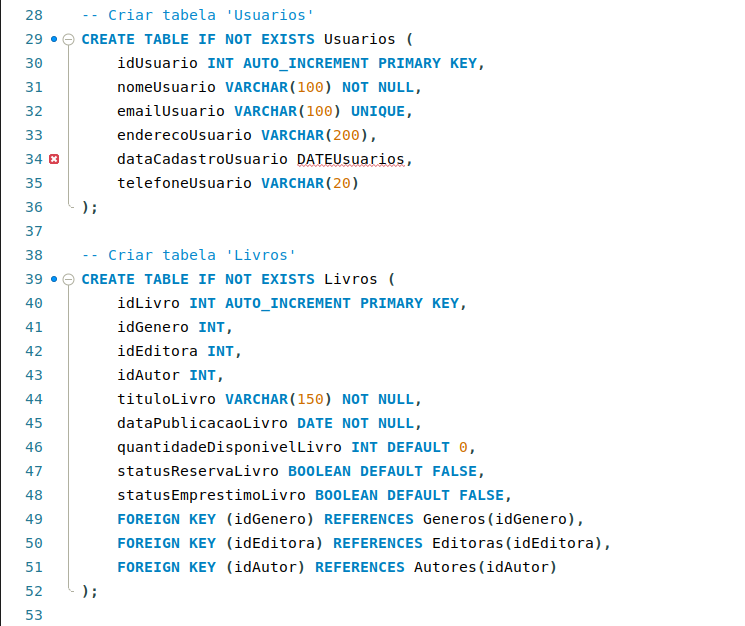 28 -- Criar tabela 'Usuarios'
29 CREATE TABLE IF NOT EXISTS Usuarios (
30 idUsuario INT AUTO_INCREMENT PRIMARY KEY,
31 nomeUsuario VARCHAR(100) NOT NULL,
32 emailUsuario VARCHAR(100) UNIQUE,
33 enderecoUsuario VARCHAR(200),
34 dataCadastroUsuario DATEUsuarios,
35 telefoneUsuario VARCHAR(20)
36 );
37
38 -- Criar tabela 'Livros'
39 CREATE TABLE IF NOT EXISTS Livros (
40 idLivro INT AUTO_INCREMENT PRIMARY KEY,
41 idGenero INT,
42 idEditora INT,
43 idAutor INT,
44 tituloLivro VARCHAR(150) NOT NULL,
45 dataPublicacaoLivro DATE NOT NULL,
46 quantidadeDisponivelLivro INT DEFAULT 0,
47 statusReservaLivro BOOLEAN DEFAULT FALSE,
48 statusEmprestimoLivro BOOLEAN DEFAULT FALSE,
49 FOREIGN KEY (idGenero) REFERENCES Generos(idGenero),
50 FOREIGN KEY (idEditora) REFERENCES Editoras(idEditora),
51 FOREIGN KEY (idAutor) REFERENCES Autores(idAutor)
52 );
53